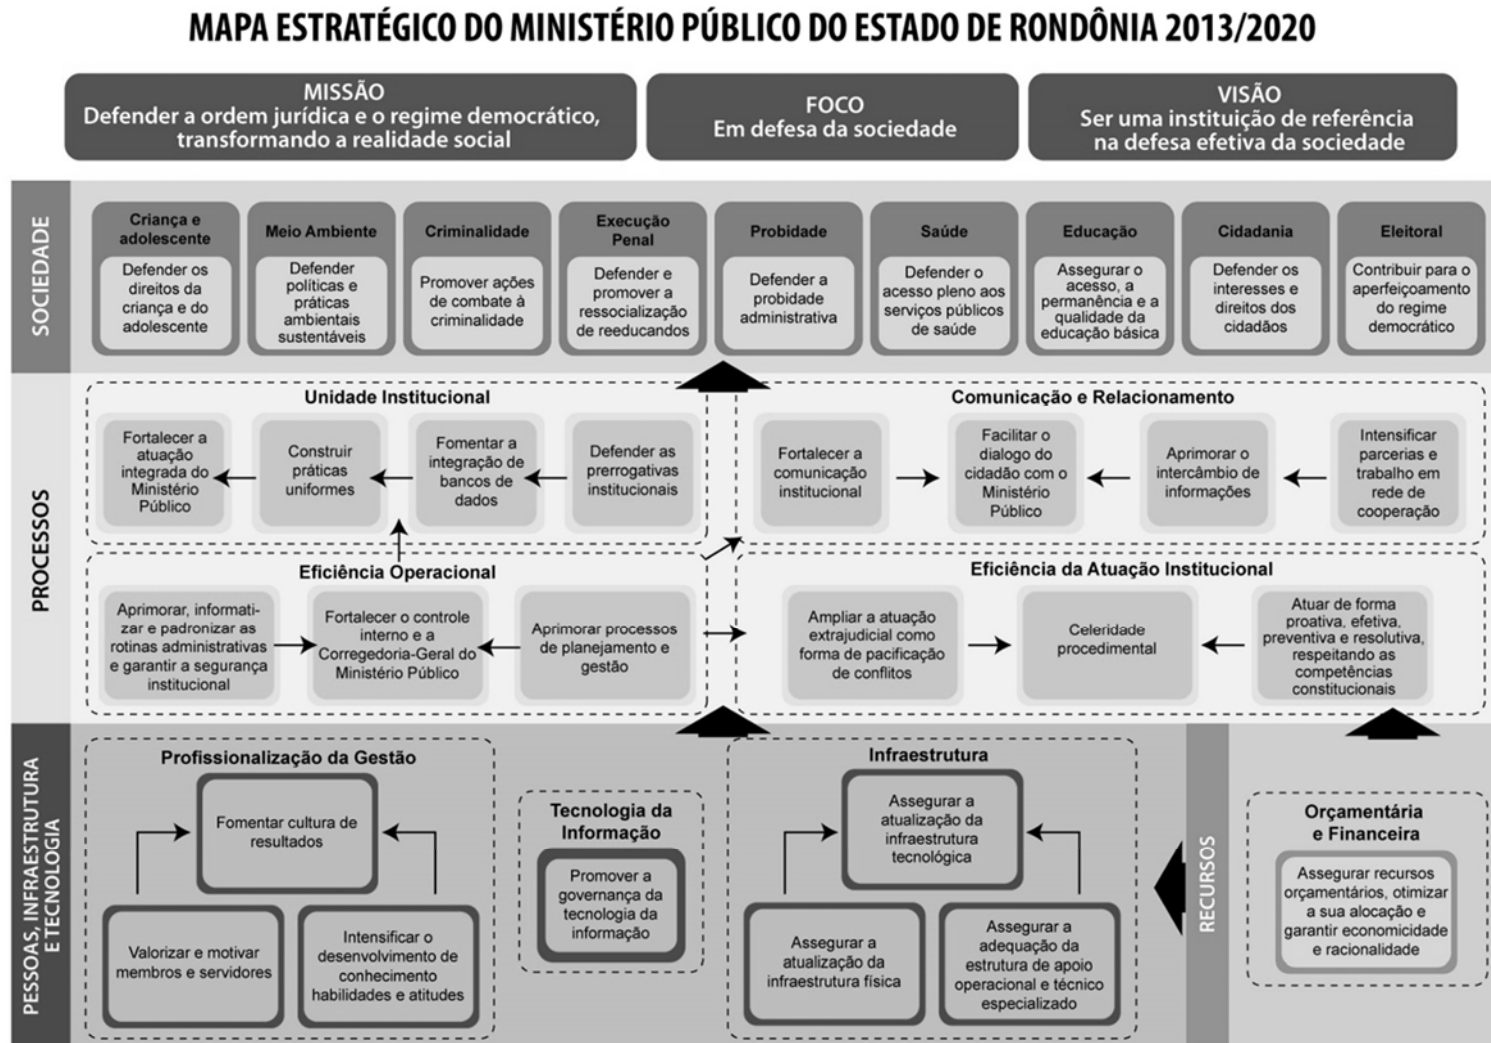 MAPA ESTRATÉGICO DO MINISTÉRIO PÚBLICO DO ESTADO DE RONDÔNIA 2013/2020
MISSÃO
Defender a ordem jurídica e o regime democrático,
transformando a realidade social
FOCO
Em defesa da sociedade
VISÃO
Ser uma instituição de referência
na defesa efetiva da sociedade
SOCIEDADE
Criança e
adolescente
Defender os
direitos da
criança e do
adolescente
Meio Ambiente
Defender
políticas e
práticas
ambientais
sustentáveis
Criminalidade
Promover ações
de combate à
criminalidade
Execução
Penal
Defender e
promover a
ressocialização
de reeducandos
Probidade
Defender a
probidade
administrativa
Saúde
Defender o
acesso pleno aos
serviços públicos
de saúde
Educação
Assegurar o
acesso, a
permanência e a
qualidade da
educação básica
Cidadania
Defender os
interesses e
direitos dos
cidadãos
Eleitoral
Contribuir para o
aperfeiçoamento
do regime
democrático
PROCESSOS
Unidade Institucional
Fortalecer a
atuação
integrada do
Ministério
Público
Construir
práticas
uniformes
Fomentar a
integração de
bancos de
dados
Defender as
prerrogativas
institucionais
Comunicação e Relacionamento
Fortalecer a
comunicação
institucional
Facilitar o
dialogo do
cidadão com o
Ministério
Público
Aprimorar o
intercâmbio de
informações
Intensificar
parcerias e
trabalho em
rede de
cooperação
Eficiência Operacional
Aprimorar, informati-
zar e padronizar as
rotinas administrativas
e garantir a segurança
institucional
Fortalecer o controle
interno e a
Corregedoria-Geral do
Ministério Público
Aprimorar processos
de planejamento e
gestão
Eficiência da Atuação Institucional
Ampliar a atuação
extrajudicial como
forma de pacificação
de conflitos
Celeridade
procedimental
Atuar de forma
proativa, efetiva,
preventiva e resolutiva,
respeitando as
competências
constitucionais
PESSOAS, INFRAESTRUTURA
E TECNOLOGIA
Profissionalização da Gestão
Fomentar cultura de
resultados
Valorizar e motivar
membros e servidores
Intensificar o
desenvolvimento de
conhecimento
habilidades e atitudes
Tecnologia da
Informação
Promover a
governança da
tecnologia da
informação
Infraestrutura
Assegurar a
atualização da
infraestrutura
tecnológica
Assegurar a
atualização da
infraestrutura física
Assegurar a
adequação da
estrutura de apoio
operacional e técnico
especializado
RECURSOS
Orçamentária
e Financeira
Assegurar recursos
orçamentários, otimizar
a sua alocação e
garantir economicidade
e racionalidade